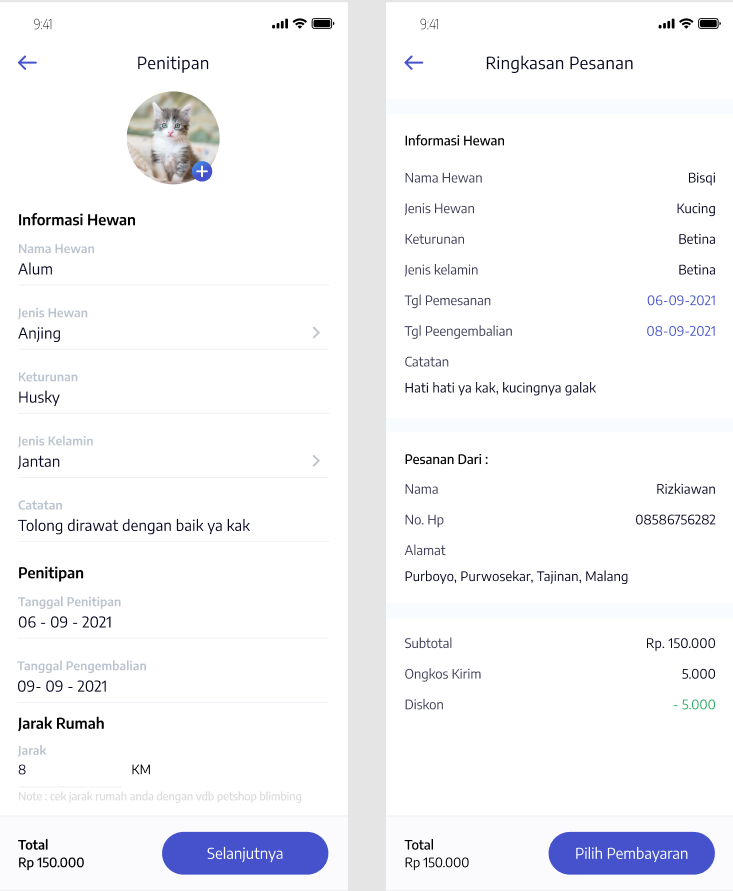 9:41
Penitipan
Informasi Hewan
Nama Hewan
Alum
Jenis Hewan
Anjing
Keturunan
Husky
Jenis Kelamin
Jantan
Catatan
Tolong dirawat dengan baik ya kak
Penitipan
Tanggal Penitipan
06 - 09 - 2021
Tanggal Pengembalian
09- 09 - 2021
Jarak Rumah
Jarak
8 KM
Note : cek jarak rumah anda dengan vdb petshop blimbing
Total
Rp 150.000
Selanjutnya
9:41
Ringkasan Pesanan
Informasi Hewan
Nama Hewan Bisqi
Jenis Hewan Kucing
Keturunan Betina
Jenis kelamin Betina
Tgl Pemesanan 06-09-2021
Tgl Peengembalian 08-09-2021
Catatan
Hati hati ya kak, kucingnya galak
Pesanan Dari :
Nama Rizkiawan
No. Hp 08586756282
Alamat
Purboyo, Purwosekar, Tajinan, Malang
Subtotal Rp. 150.000
Ongkos Kirim 5.000
Diskon - 5.000
Total
Rp 150.000
Pilih Pembayaran